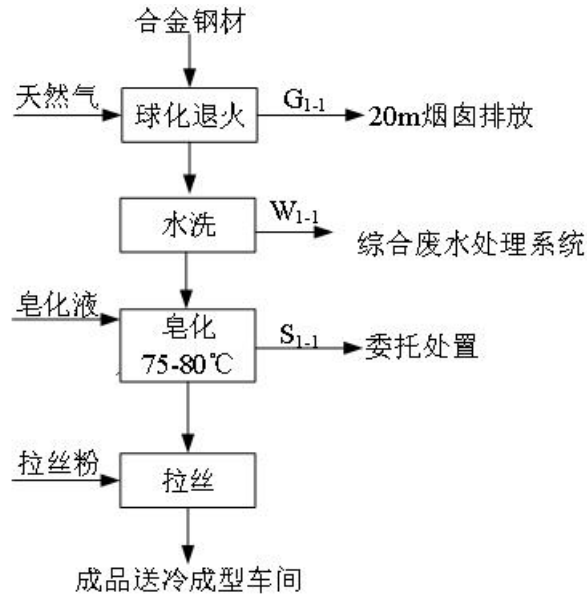 合金钢材
天然气
球化退火
G1-1
20m烟囱排放
水洗
W1-1
综合废水处理系统
皂化液
皂化
75-80℃
S1-1
委托处置
拉丝粉
拉丝
成品送冷成型车间